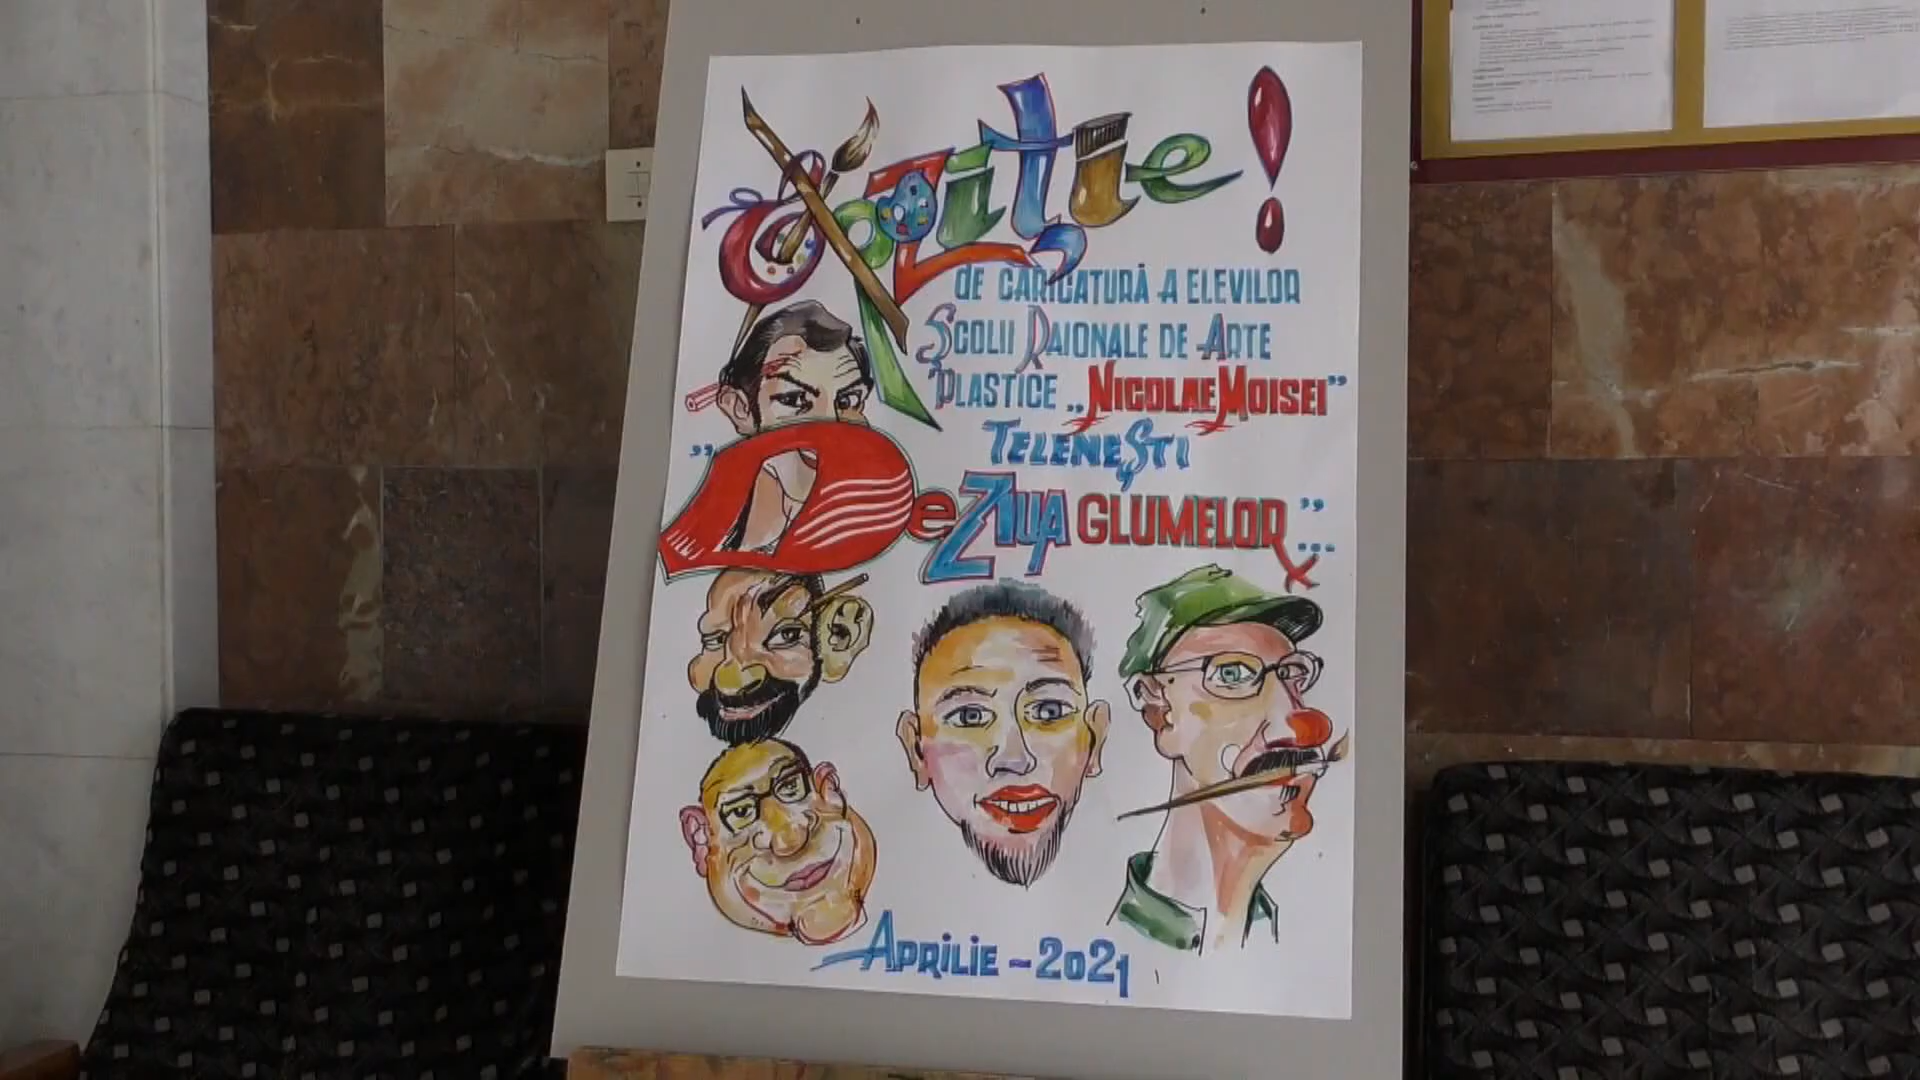 Expoziție!
DE CARICATURĂ A ELEVILOR
ȘCOLII RAIONALE DE ARTE
PLASTICE „NICOLAE MOISEI”
TELENEȘTI
”De ZIUA GLUMELOR...”
APRILIE - 2021